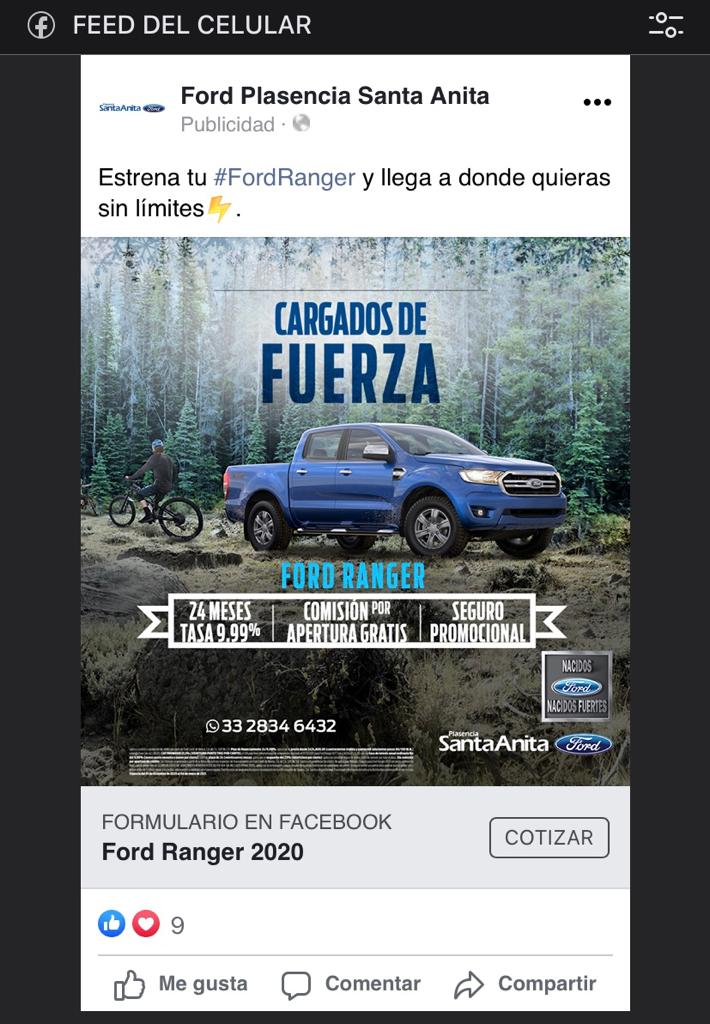 FEED DEL CELULAR
Plasencia
SantaAnita Ford
Ford Plasencia Santa Anita
Publicidad ·
Estrena tu #FordRanger y llega a donde quieras
sin límites⚡.
CARGADOS DE
FUERZA
FORD RANGER
24 MESES
TASA 9.99%
COMISIÓN POR
APERTURA GRATIS
SEGURO
PROMOCIONAL
NACIDOS
Ford
NACIDOS FUERTES
33 2834 6432
Plasencia
SantaAnita Ford
FORMULARIO EN FACEBOOK
Ford Ranger 2020
COTIZAR
9
Me gusta
Comentar
Compartir